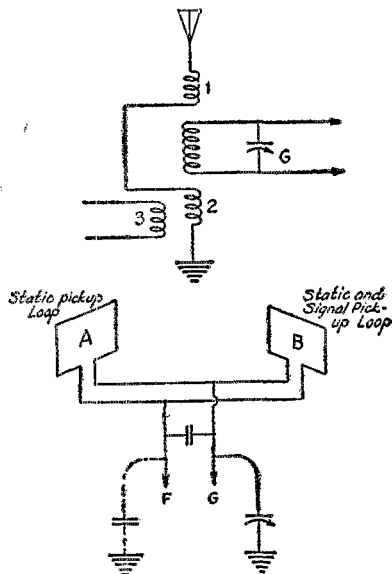 1
G
2
3
Static pickup
Loop
A
Static and
Signal Pick-
up Loop
B
F
G